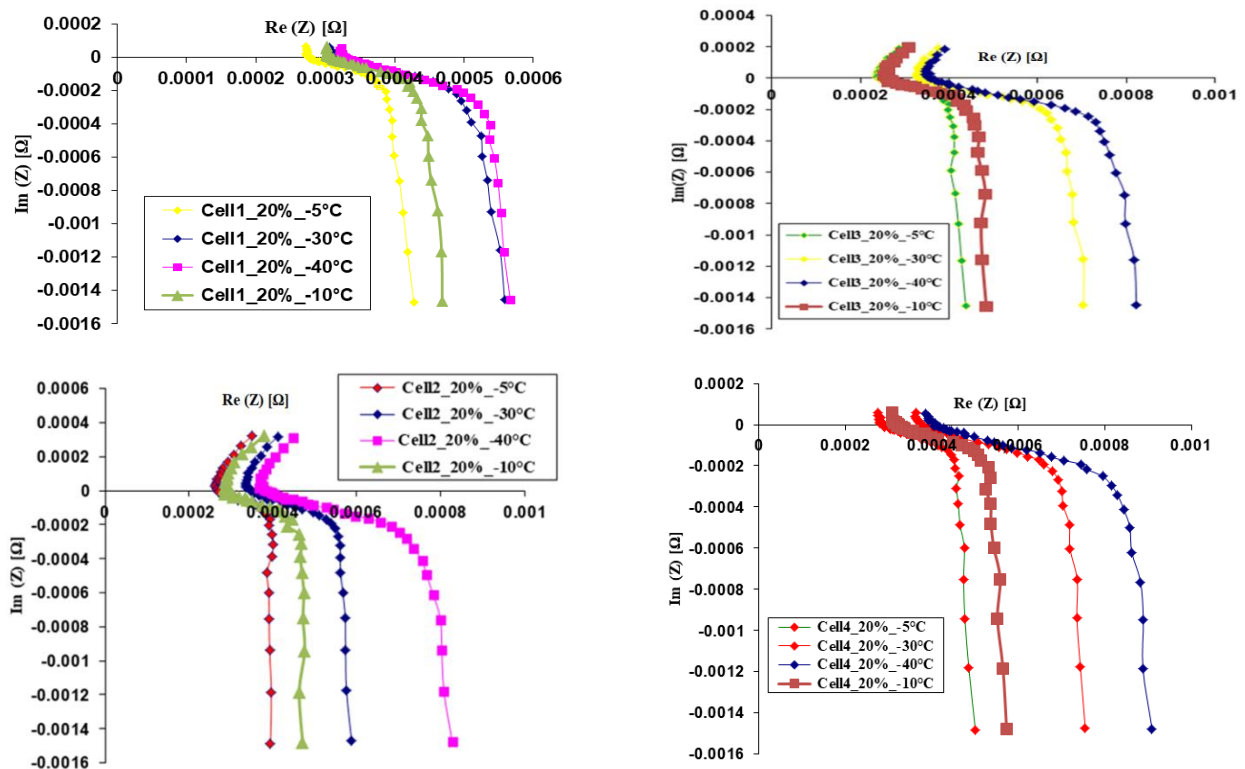 Re (Z) [Ω]
Im (Z) [Ω]
0.0002
0
-0.0002
-0.0004
-0.0006
-0.0008
-0.001
-0.0012
-0.0014
-0.0016
0 0.0001 0.0002 0.0003 0.0004 0.0005 0.0006
Cell1_20%_-5°C
Cell1_20%_-30°C
Cell1_20%_-40°C
Cell1_20%_-10°C
Re (Z) [Ω]
Im(Z) [Ω]
0.0004
0.0002
0
-0.0002
-0.0004
-0.0006
-0.0008
-0.001
-0.0012
-0.0014
-0.0016
0 0.0002 0.0004 0.0006 0.0008 0.001
Cell3_20%_-5°C
Cell3_20%_-30°C
Cell3_20%_-40°C
Cell3_20%_-10°C
Re (Z) [Ω]
Im (Z) [Ω]
0.0006
0.0004
0.0002
0
-0.0002
-0.0004
-0.0006
-0.0008
-0.001
-0.0012
-0.0014
-0.0016
0 0.0002 0.0004 0.0006 0.0008 0.001
Cell2_20%_-5°C
Cell2_20%_-30°C
Cell2_20%_-40°C
Cell2_20%_-10°C
Re (Z) [Ω]
Im (Z) [Ω]
0.0002
0
-0.0002
-0.0004
-0.0006
-0.0008
-0.001
-0.0012
-0.0014
-0.0016
0 0.0002 0.0004 0.0006 0.0008 0.001
Cell4_20%_-5°C
Cell4_20%_-30°C
Cell4_20%_-40°C
Cell4_20%_-10°C